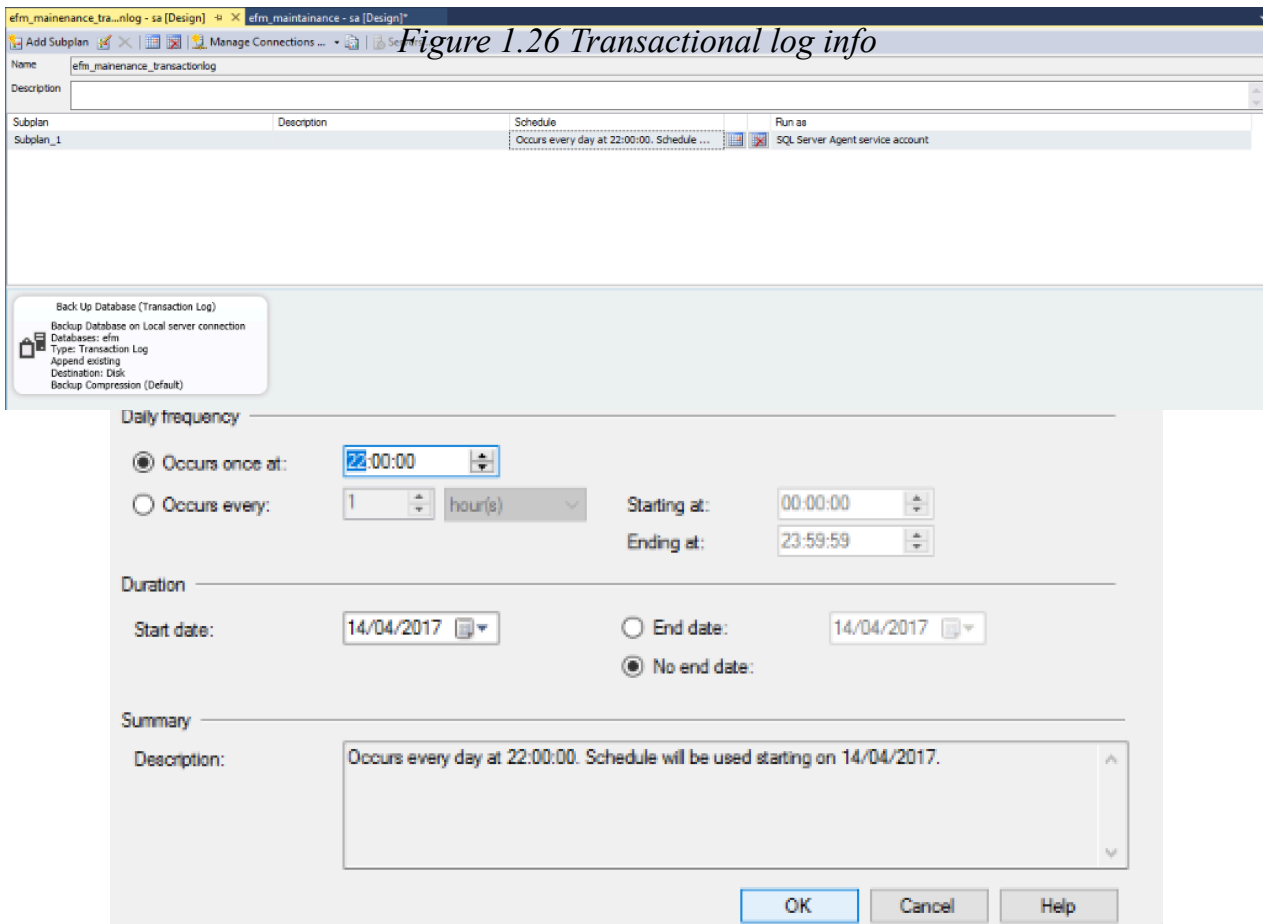 efm_mainenance_tra...nlog - sa [Design] efm_maintainance - sa [Design]*
Add Subplan Manage Connections ...
Figure 1.26 Transactional log info
Name efm_mainenance_transactionlog
Description
Subplan Description Schedule Run as
Subplan_1 Occurs every day at 22:00:00. Schedule ... SQL Server Agent service account
Back Up Database (Transaction Log)
Backup Database on Local server connection
Databases: efm
Type: Transaction Log
Append existing
Destination: Disk
Backup Compression (Default)
Daily frequency
Occurs once at: 22:00:00
Occurs every: 1 hour(s) Starting at: 00:00:00
Ending at: 23:59:59
Duration
Start date: 14/04/2017 End date: 14/04/2017
No end date:
Summary
Description: Occurs every day at 22:00:00. Schedule will be used starting on 14/04/2017.
OK Cancel Help